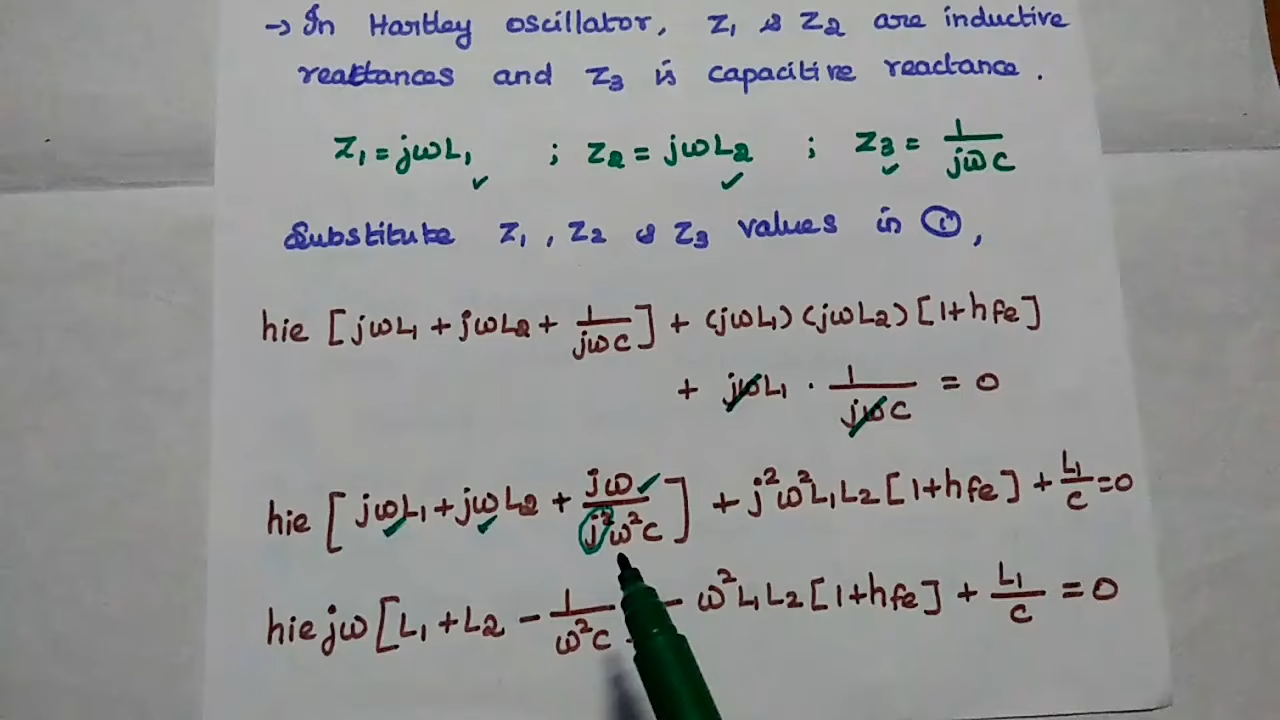 → In Hartley oscillator, Z₁ & Z₂ are inductive
reactances and Z₃ is capacitive reactance.
Z₁ = jωL₁ ; Z₂ = jωL₂ ; Z₃ = 1/jωC
Substitute Z₁, Z₂ & Z₃ values in ①,
hie [jωL₁ + jωL₂ + 1/jωC] + (jωL₁)(jωL₂)[1+hfe]
+ jωL₁ · 1/jωC = 0
hie [jωL₁ + jωL₂ + jω/j²ω²C] + j²ω²L₁L₂[1+hfe] + L₁/C = 0
hie jω [L₁ + L₂ - 1/ω²C - ω²L₁L₂[1+hfe] + L₁/C = 0